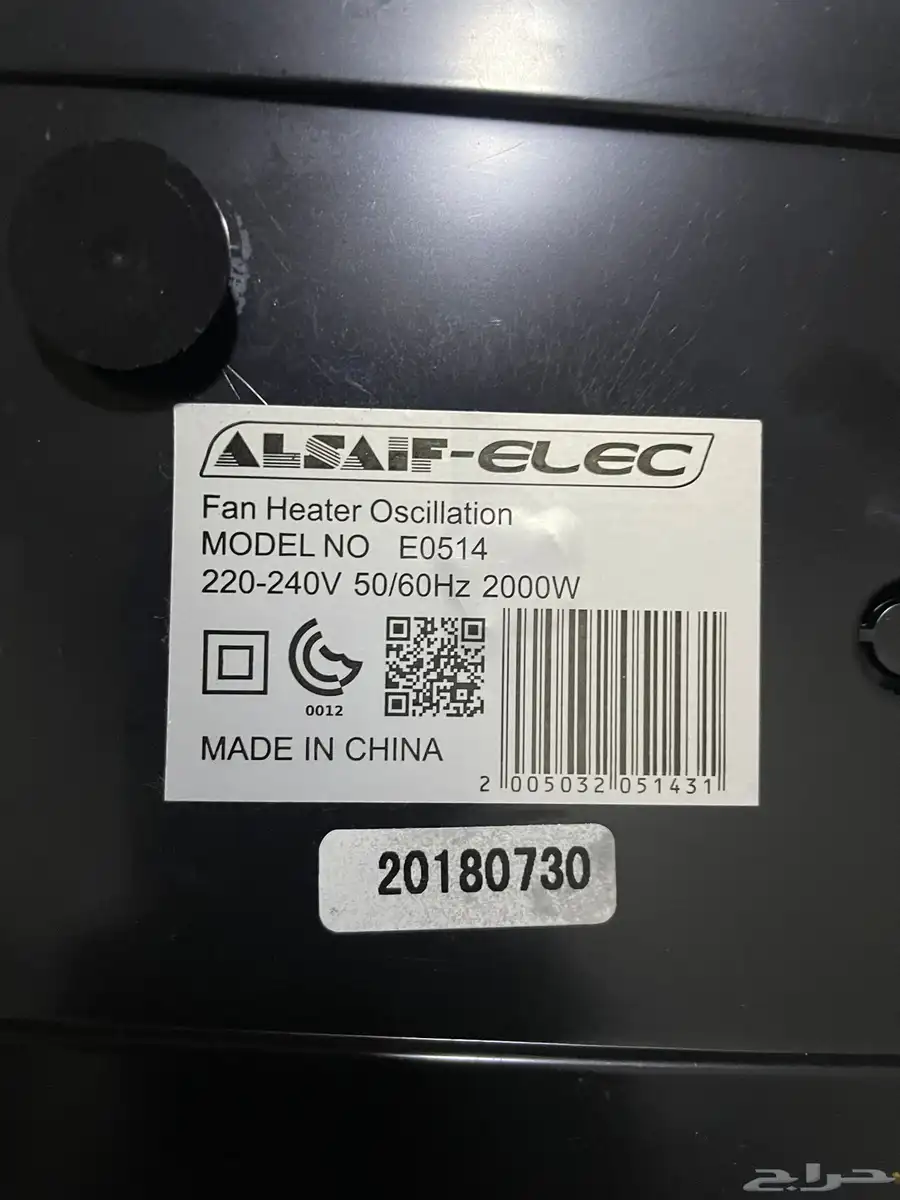 ALSAIF-ELEC
Fan Heater Oscillation
MODEL NO E0514
220-240V 50/60Hz 2000W
0012
MADE IN CHINA
2 005032 051431
20180730
حراج